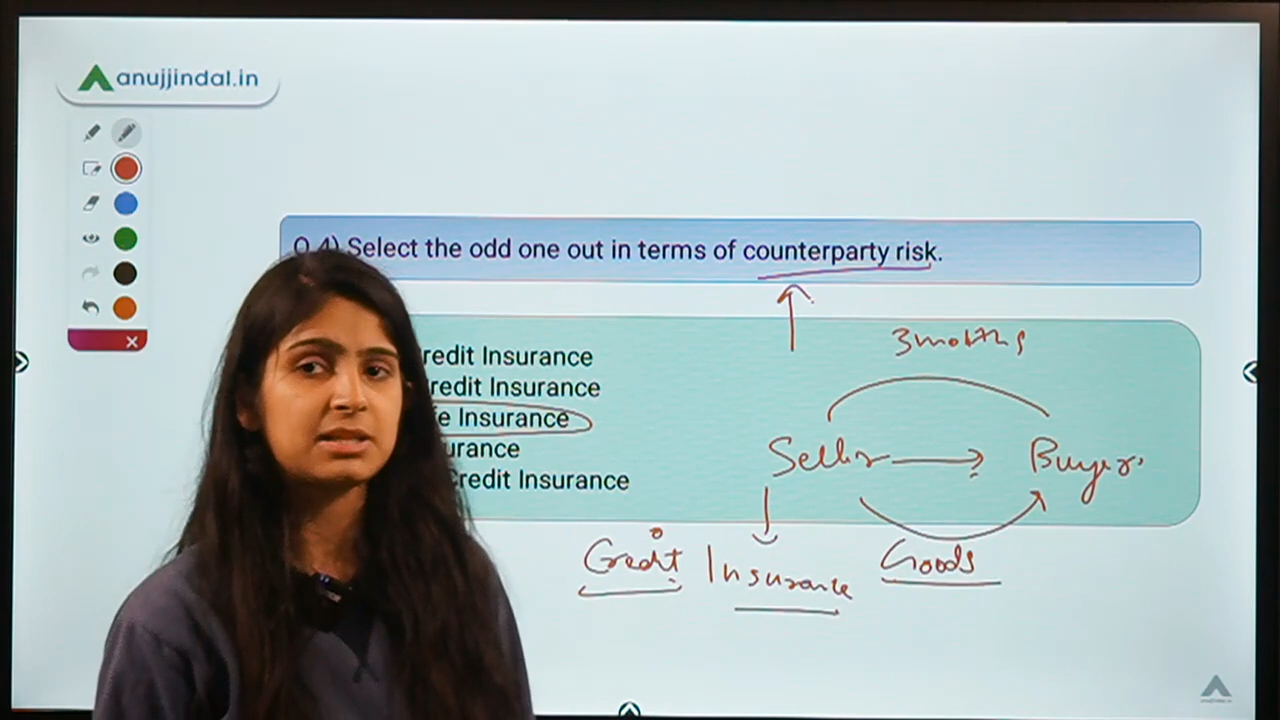 anujjindal.in
Q.4) Select the odd one out in terms of counterparty risk.
redit Insurance
redit Insurance
e Insurance
urance
Credit Insurance
3 months
Seller
Buyer
Goods
Credit Insurance